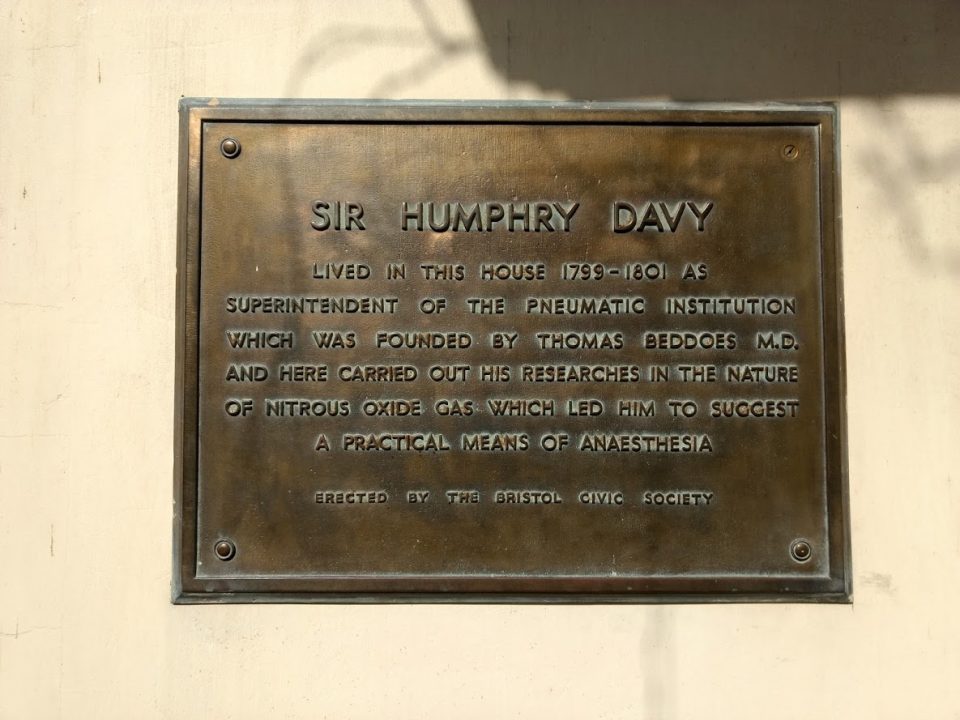 SIR HUMPHRY DAVY
LIVED IN THIS HOUSE 1799-1801 AS
SUPERINTENDENT OF THE PNEUMATIC INSTITUTION
WHICH WAS FOUNDED BY THOMAS BEDDOES M.D.
AND HERE CARRIED OUT HIS RESEARCHES IN THE NATURE
OF NITROUS OXIDE GAS WHICH LED HIM TO SUGGEST
A PRACTICAL MEANS OF ANAESTHESIA
ERECTED BY THE BRISTOL CIVIC SOCIETY